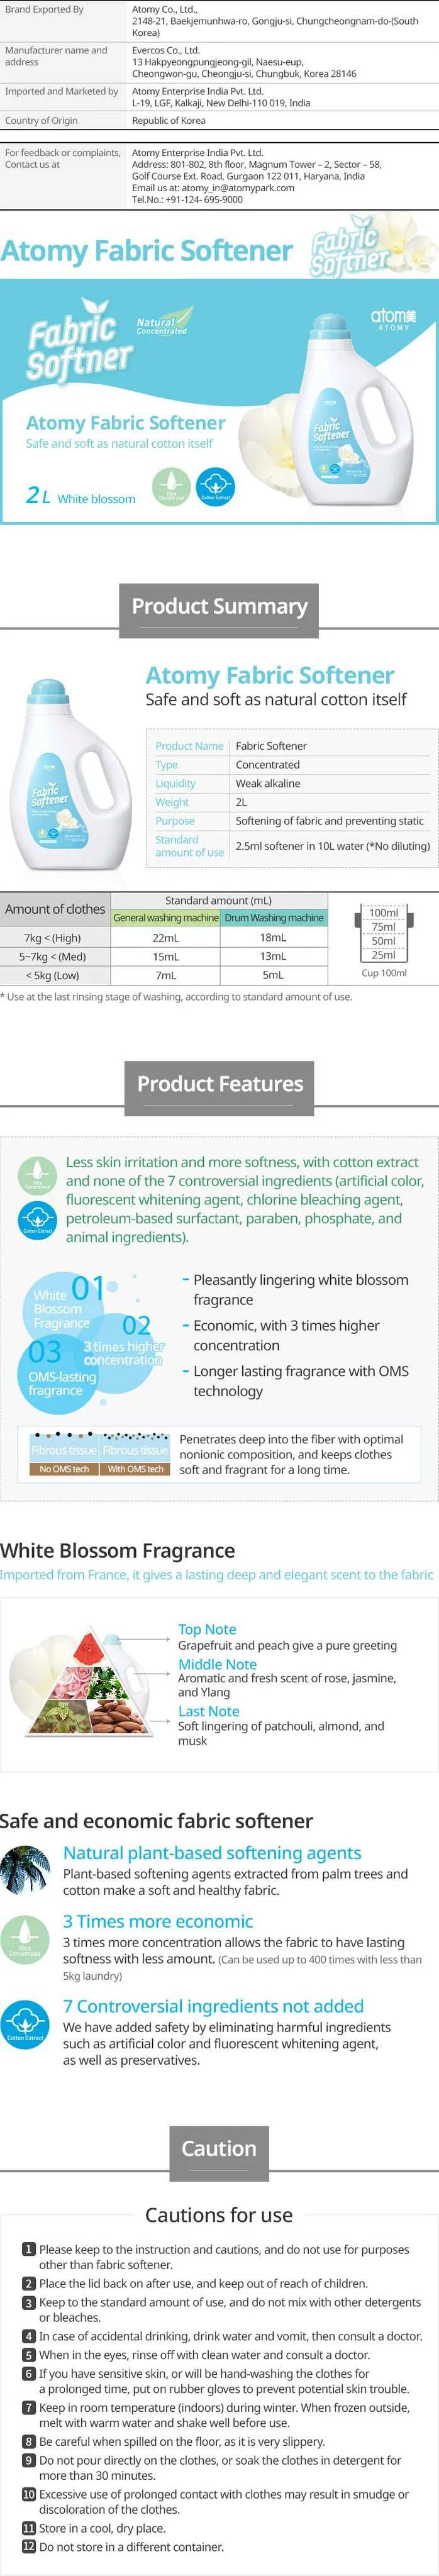 Brand Exported By
Atomy Co., Ltd.,
2148-21, Baekjemunhwa-ro, Gongju-si, Chungcheongnam-do-(South
Korea)
Manufacturer name and
address
Evercos Co., Ltd.
13 Hakpyeongpungjeong-gil, Naesu-eup,
Cheongwon-gu, Cheongju-si, Chungbuk, Korea 28146
Imported and Marketed by
Atomy Enterprise India Pvt. Ltd.
L-19, LGF, Kalkaji, New Delhi-110 019, India
Country of Origin
Republic of Korea
For feedback or complaints,
Contact us at
Atomy Enterprise India Pvt. Ltd.
Address: 801-802, 8th floor, Magnum Tower – 2, Sector – 58,
Golf Course Ext. Road, Gurgaon 122 011, Haryana, India
Email us at: atomy_in@atomypark.com
Tel.No.: +91-124- 695-9000
Atomy Fabric Softener
Fabric
Softner
Fabric
Softner
Natural
Concentrated
atom美
ATOMY
Atomy Fabric Softener
Safe and soft as natural cotton itself
Fabric
Softener
2L White blossom
Ultra
Concentrated
Cotton Extract
Product Summary
Atomy Fabric Softener
Safe and soft as natural cotton itself
Fabric
Softener
Product Name Fabric Softener
Type Concentrated
Liquidity Weak alkaline
Weight 2L
Purpose Softening of fabric and preventing static
Standard
amount of use
2.5ml softener in 10L water (*No diluting)
Amount of clothes
Standard amount (mL)
General washing machine Drum Washing machine
7kg < (High) 22mL 18mL
5~7kg < (Med) 15mL 13mL
< 5kg (Low) 7mL 5mL
100ml
75ml
50ml
25ml
Cup 100ml
* Use at the last rinsing stage of washing, according to standard amount of use.
Product Features
Ultra
Concentrated
Cotton Extract
Less skin irritation and more softness, with cotton extract
and none of the 7 controversial ingredients (artificial color,
fluorescent whitening agent, chlorine bleaching agent,
petroleum-based surfactant, paraben, phosphate, and
animal ingredients).
01
White
Blossom
Fragrance
02
3 times higher
concentration
03
OMS-lasting
fragrance
- Pleasantly lingering white blossom
fragrance
- Economic, with 3 times higher
concentration
- Longer lasting fragrance with OMS
technology
Fibrous tissue Fibrous tissue
No OMS tech With OMS tech
Penetrates deep into the fiber with optimal
nonionic composition, and keeps clothes
soft and fragrant for a long time.
White Blossom Fragrance
Imported from France, it gives a lasting deep and elegant scent to the fabric
Top Note
Grapefruit and peach give a pure greeting
Middle Note
Aromatic and fresh scent of rose, jasmine,
and Ylang
Last Note
Soft lingering of patchouli, almond, and
musk
Safe and economic fabric softener
Natural plant-based softening agents
Plant-based softening agents extracted from palm trees and
cotton make a soft and healthy fabric.
Ultra
Concentrated
3 Times more economic
3 times more concentration allows the fabric to have lasting
softness with less amount. (Can be used up to 400 times with less than
5kg laundry)
Cotton Extract
7 Controversial ingredients not added
We have added safety by eliminating harmful ingredients
such as artificial color and fluorescent whitening agent,
as well as preservatives.
Caution
Cautions for use
1 Please keep to the instruction and cautions, and do not use for purposes
other than fabric softener.
2 Place the lid back on after use, and keep out of reach of children.
3 Keep to the standard amount of use, and do not mix with other detergents
or bleaches.
4 In case of accidental drinking, drink water and vomit, then consult a doctor.
5 When in the eyes, rinse off with clean water and consult a doctor.
6 If you have sensitive skin, or will be hand-washing the clothes for
a prolonged time, put on rubber gloves to prevent potential skin trouble.
7 Keep in room temperature (indoors) during winter. When frozen outside,
melt with warm water and shake well before use.
8 Be careful when spilled on the floor, as it is very slippery.
9 Do not pour directly on the clothes, or soak the clothes in detergent for
more than 30 minutes.
10 Excessive use of prolonged contact with clothes may result in smudge or
discoloration of the clothes.
11 Store in a cool, dry place.
12 Do not store in a different container.